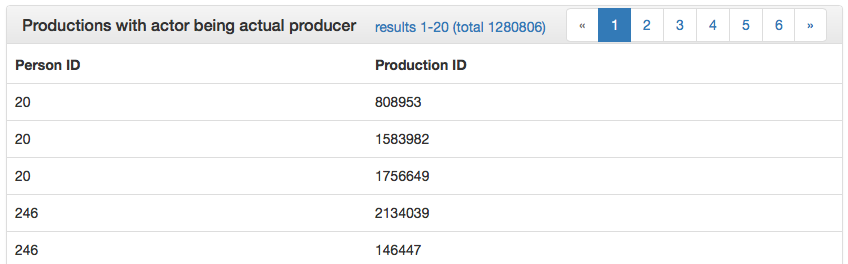 Productions with actor being actual producer results 1-20 (total 1280806) « 1 2 3 4 5 6 »
Person ID Production ID
20 808953
20 1583982
20 1756649
246 2134039
246 146447